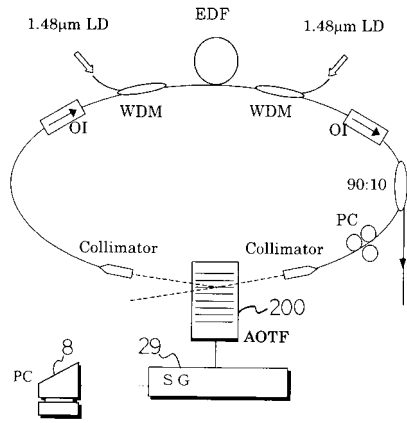 EDF
1.48μm LD
1.48μm LD
WDM
WDM
OI
OI
90:10
PC
Collimator
Collimator
200
AOTF
8
29
PC
SG